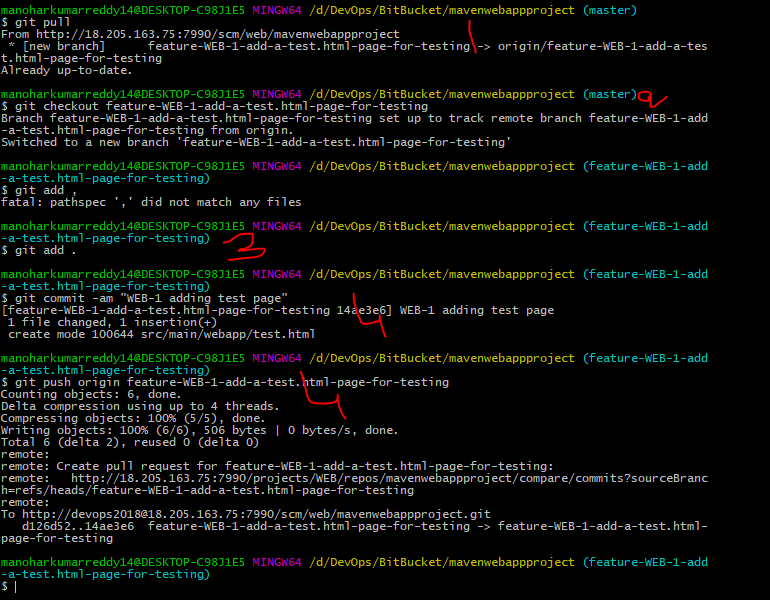 manoharkumarreddy14@DESKTOP-C98J1E5 MINGW64 /d/DevOps/BitBucket/mavenwebappproject (master)
$ git pull
From http://18.205.163.75:7990/scm/web/mavenwebappproject
 * [new branch]      feature-WEB-1-add-a-test.html-page-for-testing -> origin/feature-WEB-1-add-a-tes
t.html-page-for-testing
Already up-to-date.
manoharkumarreddy14@DESKTOP-C98J1E5 MINGW64 /d/DevOps/BitBucket/mavenwebappproject (master)
$ git checkout feature-WEB-1-add-a-test.html-page-for-testing
Branch feature-WEB-1-add-a-test.html-page-for-testing set up to track remote branch feature-WEB-1-add
-a-test.html-page-for-testing from origin.
Switched to a new branch 'feature-WEB-1-add-a-test.html-page-for-testing'
manoharkumarreddy14@DESKTOP-C98J1E5 MINGW64 /d/DevOps/BitBucket/mavenwebappproject (feature-WEB-1-add
-a-test.html-page-for-testing)
$ git add ,
fatal: pathspec ',' did not match any files
manoharkumarreddy14@DESKTOP-C98J1E5 MINGW64 /d/DevOps/BitBucket/mavenwebappproject (feature-WEB-1-add
-a-test.html-page-for-testing) 3
$ git add .
manoharkumarreddy14@DESKTOP-C98J1E5 MINGW64 /d/DevOps/BitBucket/mavenwebappproject (feature-WEB-1-add
-a-test.html-page-for-testing)
$ git commit -am "WEB-1 adding test page"
[feature-WEB-1-add-a-test.html-page-for-testing 14ae3e6] WEB-1 adding test page
 1 file changed, 1 insertion(+)
 create mode 100644 src/main/webapp/test.html
manoharkumarreddy14@DESKTOP-C98J1E5 MINGW64 /d/DevOps/BitBucket/mavenwebappproject (feature-WEB-1-add
-a-test.html-page-for-testing)
$ git push origin feature-WEB-1-add-a-test.html-page-for-testing
Counting objects: 6, done.
Delta compression using up to 4 threads.
Compressing objects: 100% (5/5), done.
Writing objects: 100% (6/6), 506 bytes | 0 bytes/s, done.
Total 6 (delta 2), reused 0 (delta 0)
remote:
remote: Create pull request for feature-WEB-1-add-a-test.html-page-for-testing:
remote:   http://18.205.163.75:7990/projects/WEB/repos/mavenwebappproject/compare/commits?sourceBranc
h=refs/heads/feature-WEB-1-add-a-test.html-page-for-testing
remote:
To http://devops2018@18.205.163.75:7990/scm/web/mavenwebappproject.git
   d126d52..14ae3e6  feature-WEB-1-add-a-test.html-page-for-testing -> feature-WEB-1-add-a-test.html-
page-for-testing
manoharkumarreddy14@DESKTOP-C98J1E5 MINGW64 /d/DevOps/BitBucket/mavenwebappproject (feature-WEB-1-add
-a-test.html-page-for-testing)
$